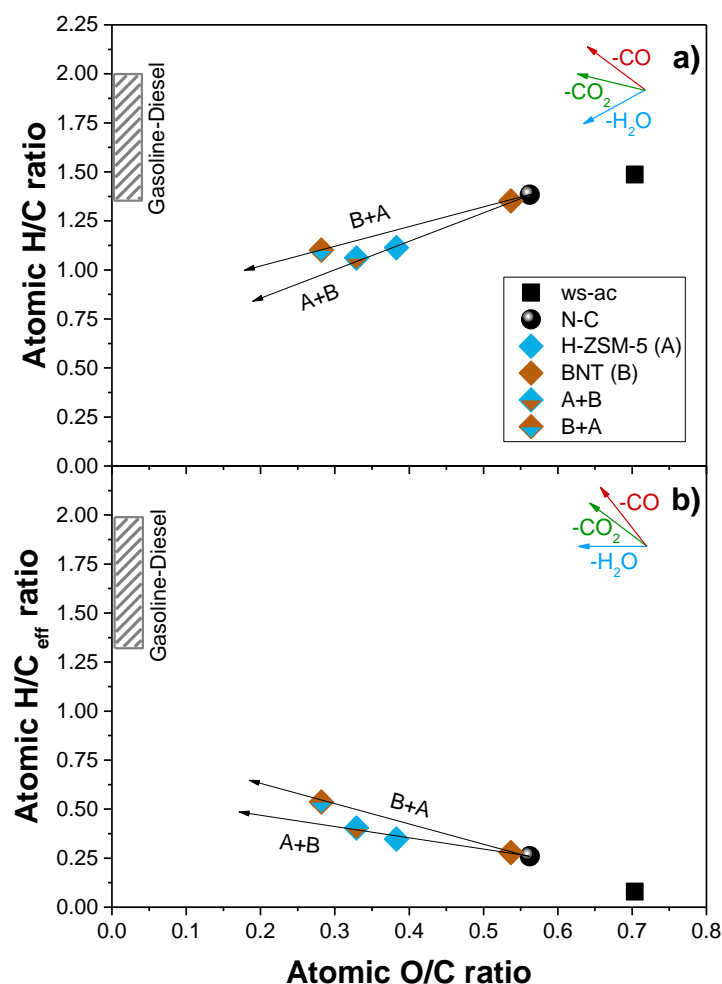 a)
-CO
-CO2
-H2O
Atomic H/C ratio
2.25
2.00
1.75
1.50
1.25
1.00
0.75
0.50
0.25
0.00
Gasoline-Diesel
B+A
A+B
ws-ac
N-C
H-ZSM-5 (A)
BNT (B)
A+B
B+A
b)
-CO
-CO2
-H2O
Atomic H/Ceff ratio
2.00
1.75
1.50
1.25
1.00
0.75
0.50
0.25
0.00
Gasoline-Diesel
B+A
A+B
0.0 0.1 0.2 0.3 0.4 0.5 0.6 0.7 0.8
Atomic O/C ratio